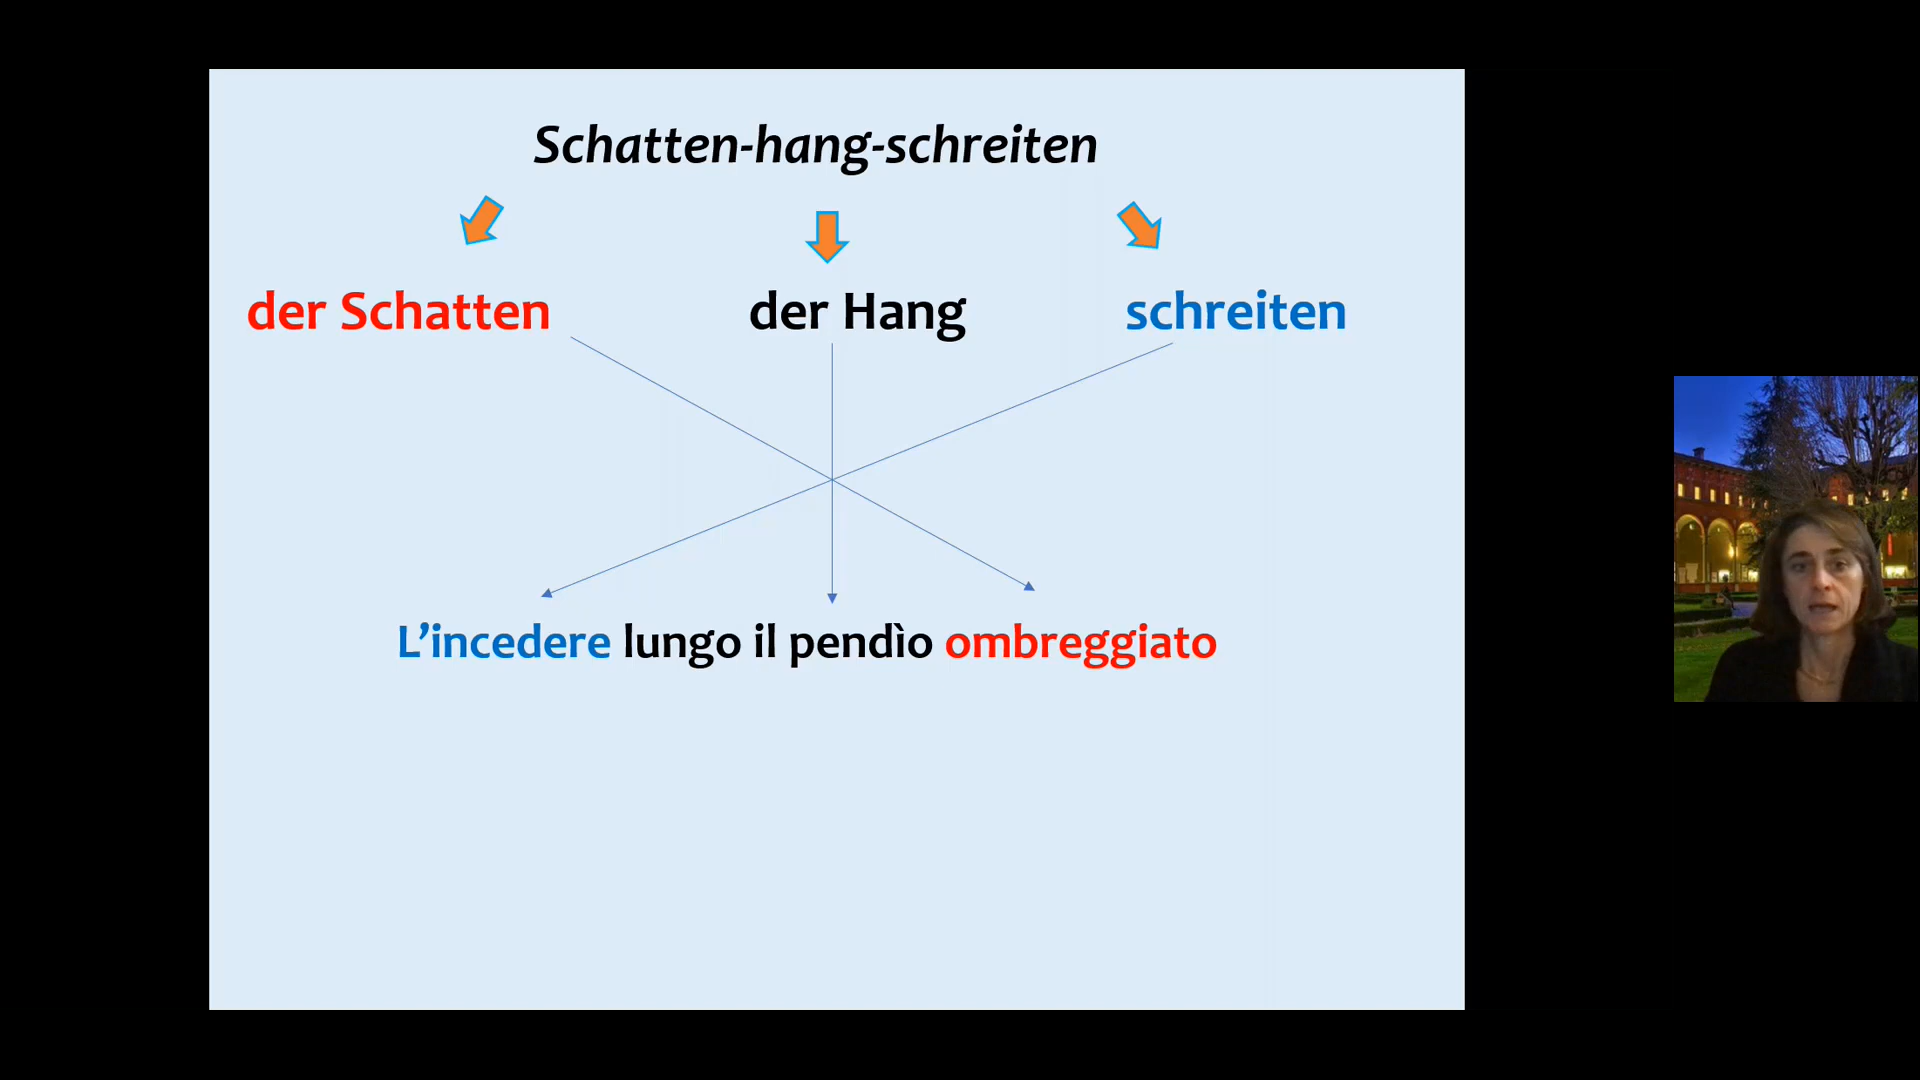 Schatten-hang-schreiten
der Schatten der Hang schreiten
L’incedere lungo il pendìo ombreggiato